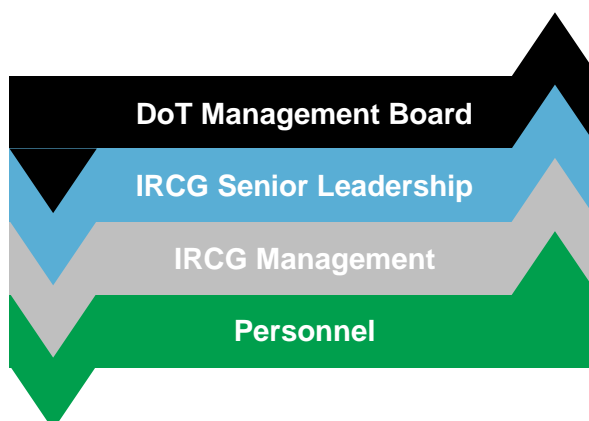 DoT Management Board
IRCG Senior Leadership
IRCG Management
Personnel